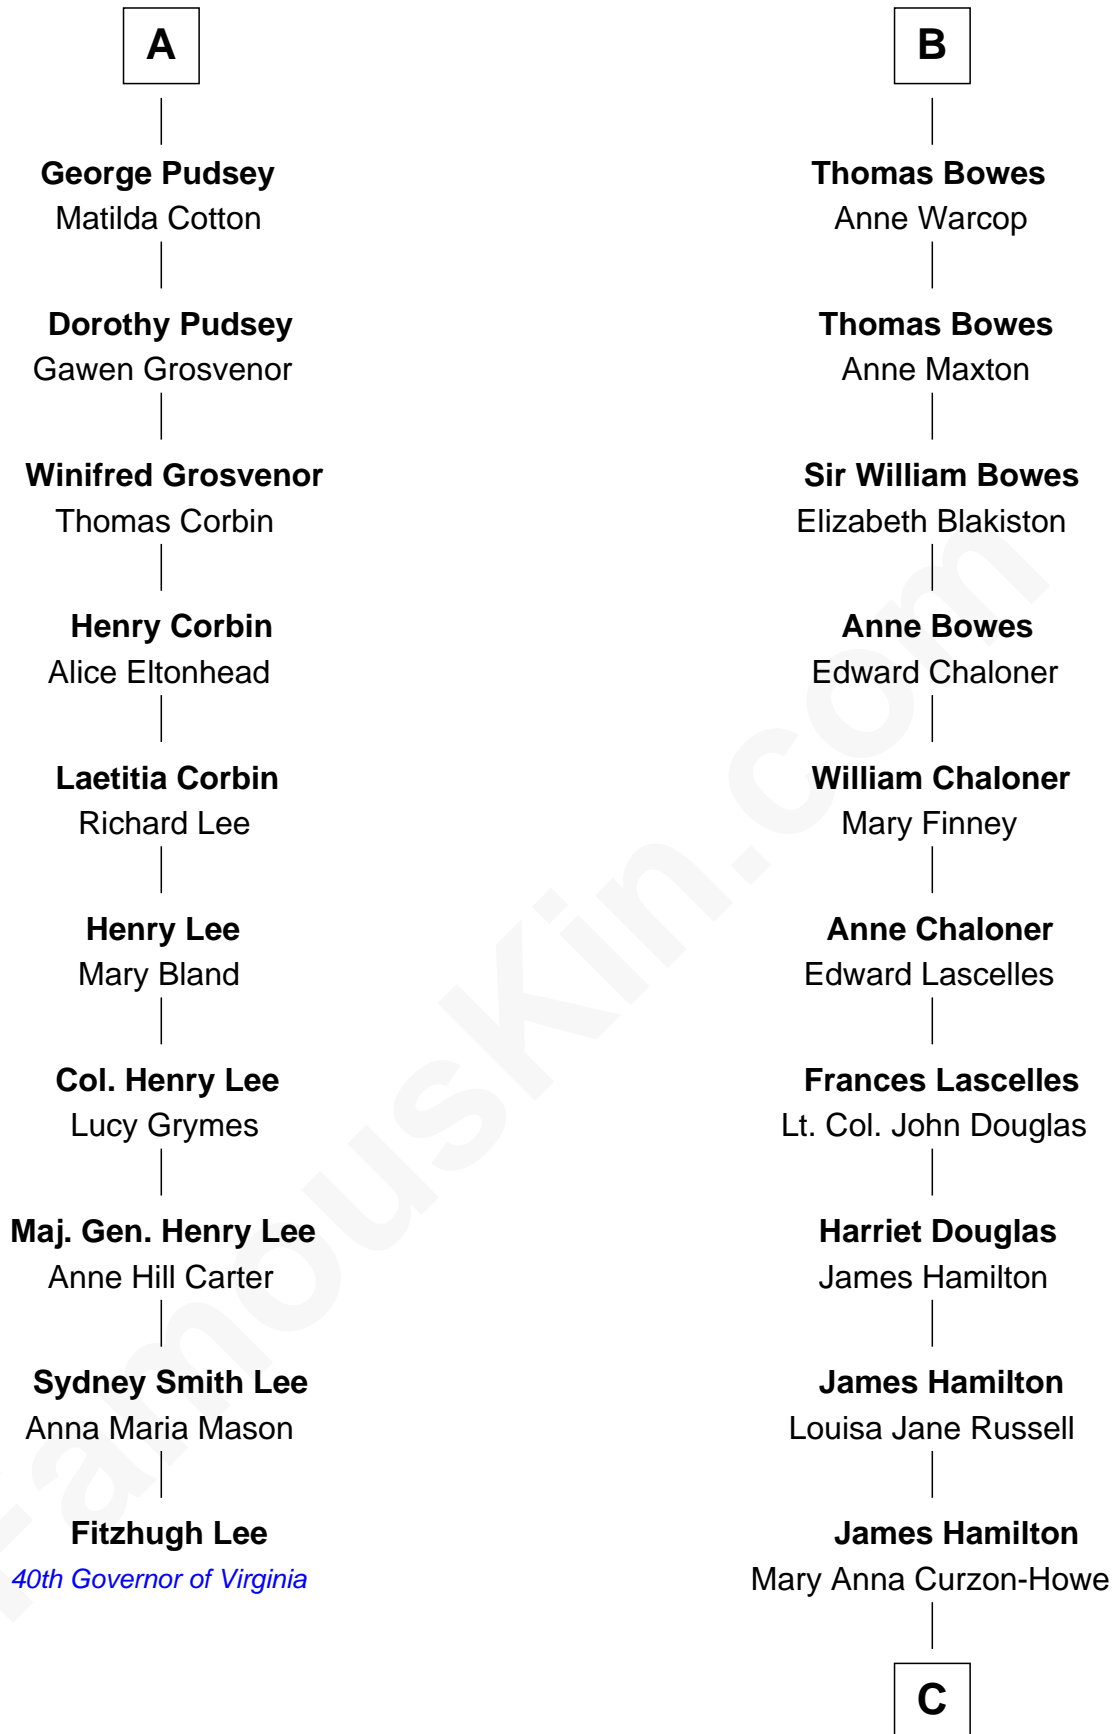 A
George Pudsey
Matilda Cotton
Dorothy Pudsey
Gawen Grosvenor
Winifred Grosvenor
Thomas Corbin
Henry Corbin
Alice Eltonhead
Laetitia Corbin
Richard Lee
Henry Lee
Mary Bland
Col. Henry Lee
Lucy Grymes
Maj. Gen. Henry Lee
Anne Hill Carter
Sydney Smith Lee
Anna Maria Mason
Fitzhugh Lee
40th Governor of Virginia
B
Thomas Bowes
Anne Warcop
Thomas Bowes
Anne Maxton
Sir William Bowes
Elizabeth Blakiston
Anne Bowes
Edward Chaloner
William Chaloner
Mary Finney
Anne Chaloner
Edward Lascelles
Frances Lascelles
Lt. Col. John Douglas
Harriet Douglas
James Hamilton
James Hamilton
Louisa Jane Russell
James Hamilton
Mary Anna Curzon-Howe
C
FamousKin.com